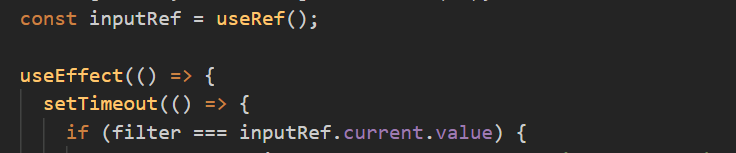 const inputRef = useRef();
useEffect(() => {
setTimeout(() => {
if (filter === inputRef.current.value) {